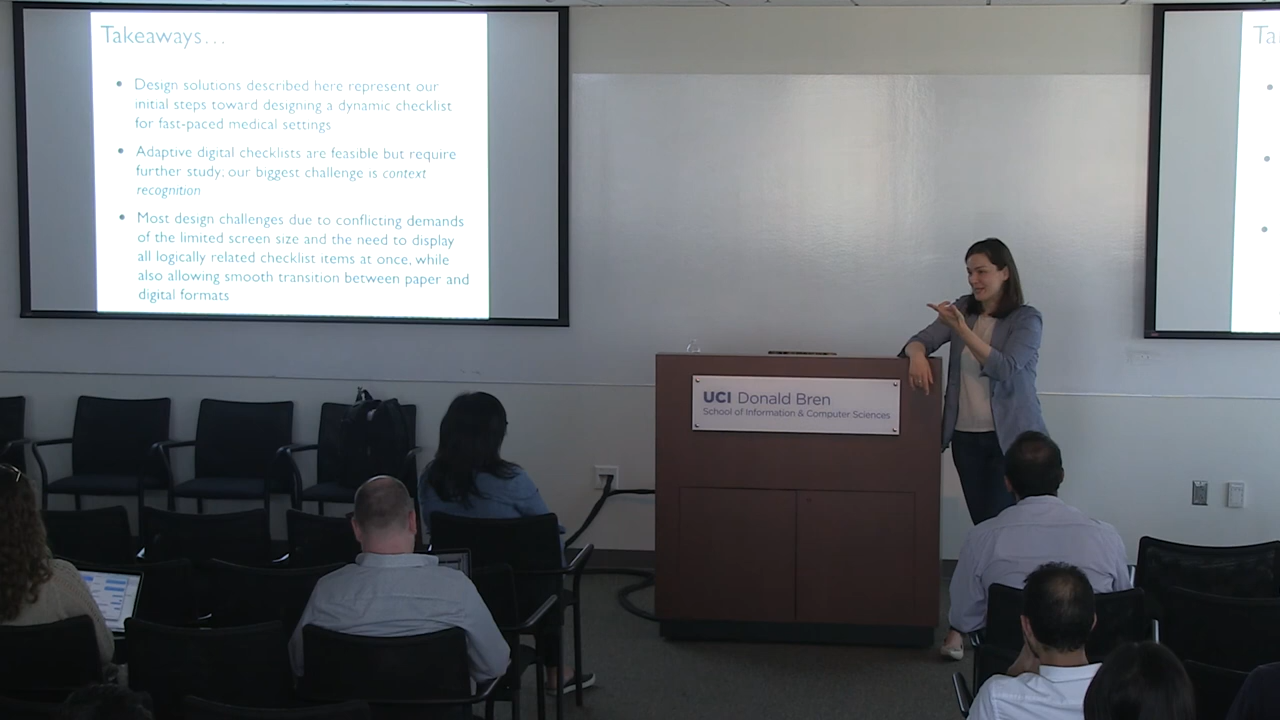 Takeaways...
• Design solutions described here represent our
initial steps toward designing a dynamic checklist
for fast-paced medical settings
• Adaptive digital checklists are feasible but require
further study; our biggest challenge is context
recognition
• Most design challenges due to conflicting demands
of the limited screen size and the need to display
all logically related checklist items at once, while
also allowing smooth transition between paper and
digital formats
Ta
UCI Donald Bren
School of Information & Computer Sciences